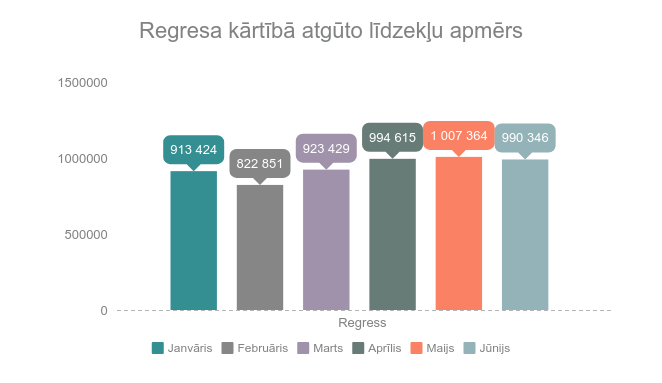 Regresa kārtībā atgūto līdzekļu apmērs
1500000
1000000
500000
0
913 424
822 851
923 429
994 615
1 007 364
990 346
Regress
Janvāris Februāris Marts Aprīlis Maijs Jūnijs